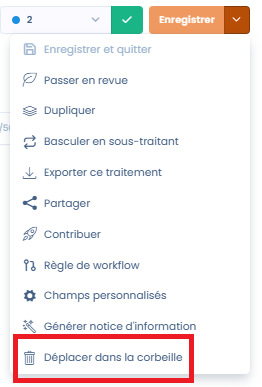 2
Enregistrer
Enregistrer et quitter
Passer en revue
Dupliquer
Basculer en sous-traitant
Exporter ce traitement
Partager
Contribuer
Règle de workflow
Champs personnalisés
Générer notice d'information
Déplacer dans la corbeille